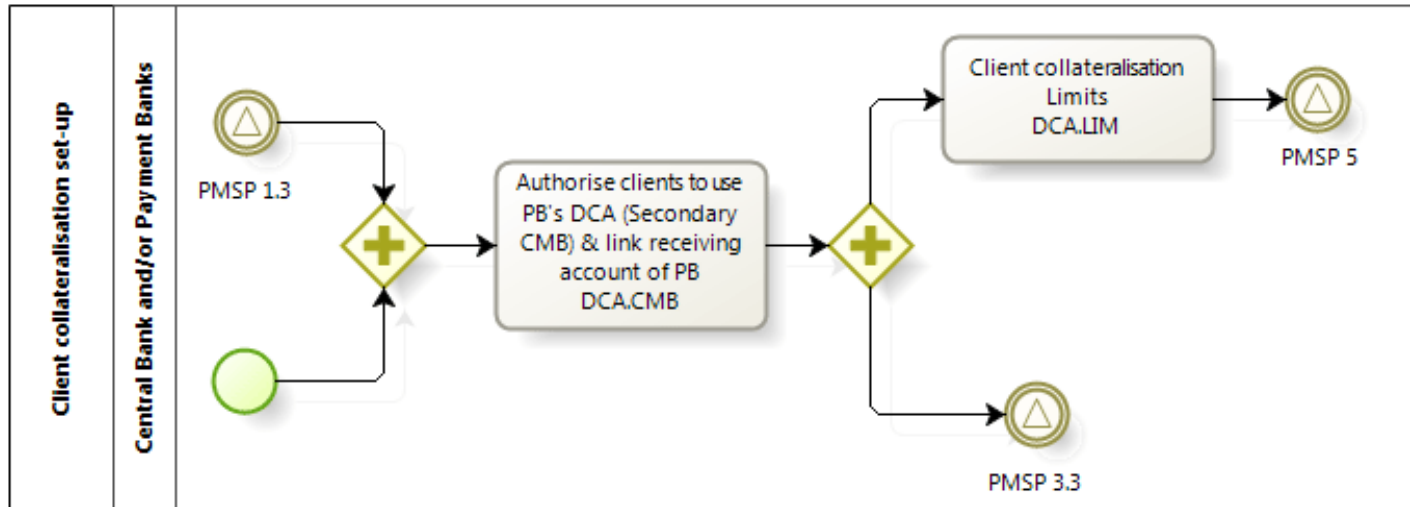 Client collateralisation set-up
Central Bank and/or Payment Banks
PMSP 1.3
Authorise clients to use
PB's DCA (Secondary
CMB) & link receiving
account of PB
DCA.CMB
Client collateralisation
Limits
DCA.LIM
PMSP 5
PMSP 3.3